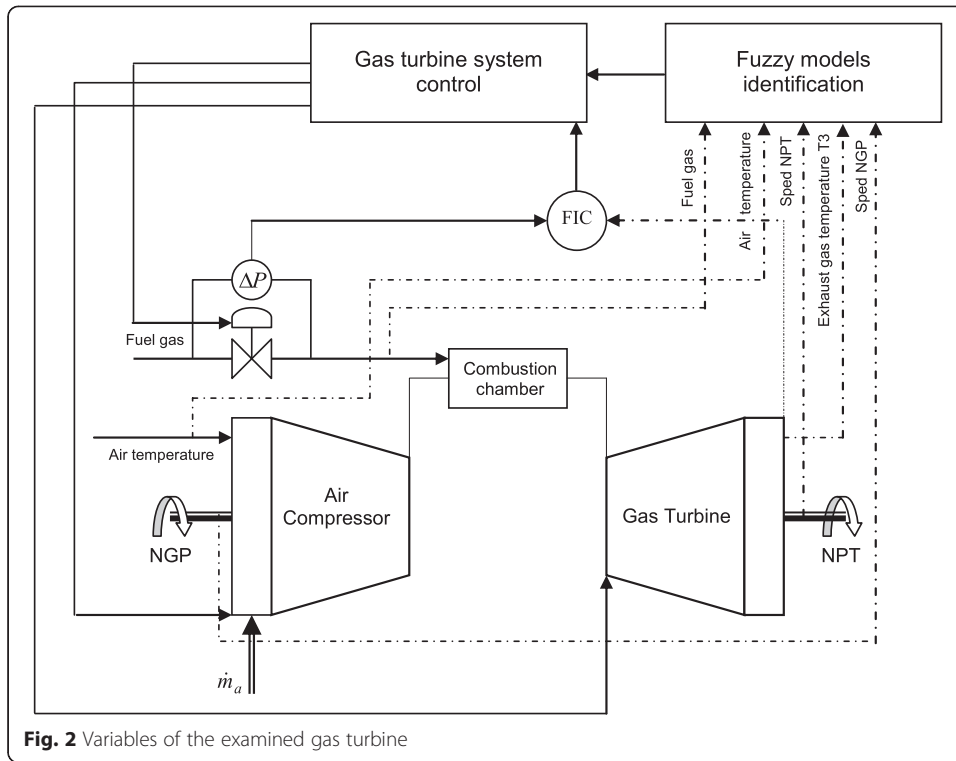 Gas turbine system
control
Fuzzy models
identification
Fuel gas
Air temperature
Sped NPT
Exhaust gas temperature T3
Sped NGP
FIC
ΔP
Fuel gas
Combustion
chamber
Air temperature
Air
Compressor
Gas Turbine
NGP
NPT
ṁₐ
Fig. 2 Variables of the examined gas turbine